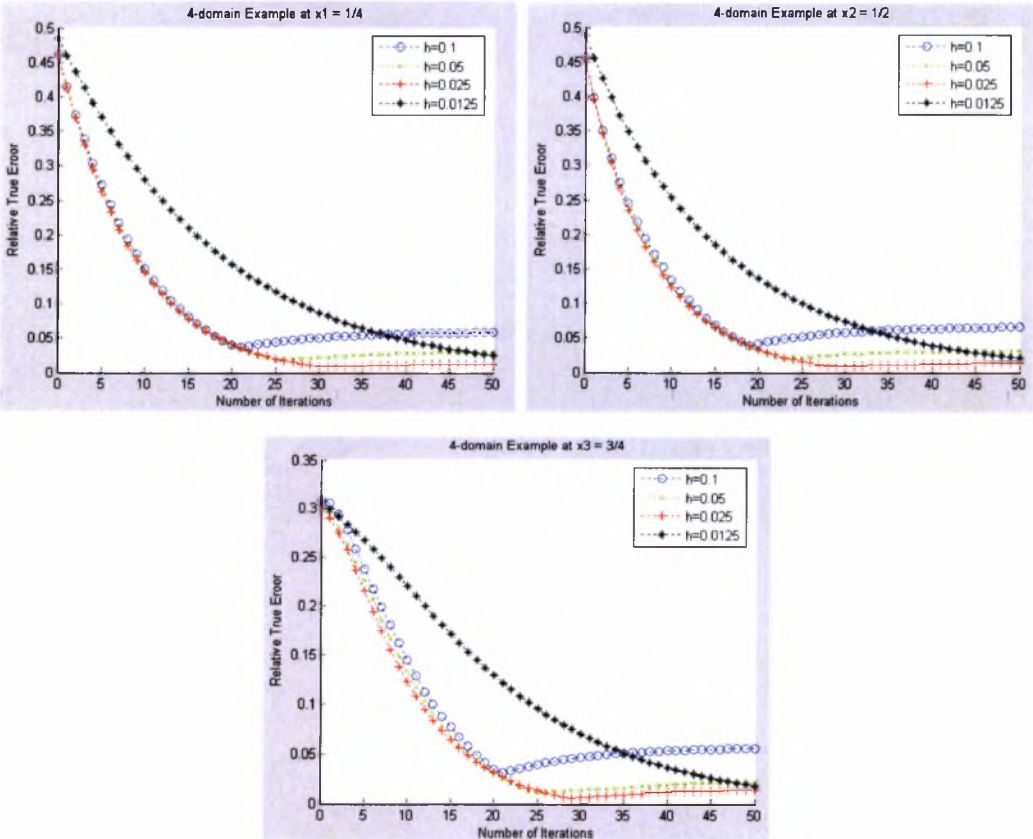 4-domain Example at x1 = 1/4
0.5
0.45
0.4
0.35
0.3
0.25
0.2
0.15
0.1
0.05
0
Relative True Eroor
h=0.1
h=0.05
h=0.025
h=0.0125
0 5 10 15 20 25 30 35 40 45 50
Number of Iterations
4-domain Example at x2 = 1/2
0.5
0.45
0.4
0.35
0.3
0.25
0.2
0.15
0.1
0.05
0
Relative True Eroor
h=0.1
h=0.05
h=0.025
h=0.0125
0 5 10 15 20 25 30 35 40 45 50
Number of Iterations
4-domain Example at x3 = 3/4
0.35
0.3
0.25
0.2
0.15
0.1
0.05
0
Relative True Eroor
h=0.1
h=0.05
h=0.025
h=0.0125
0 5 10 15 20 25 30 35 40 45 50
Number of Iterations